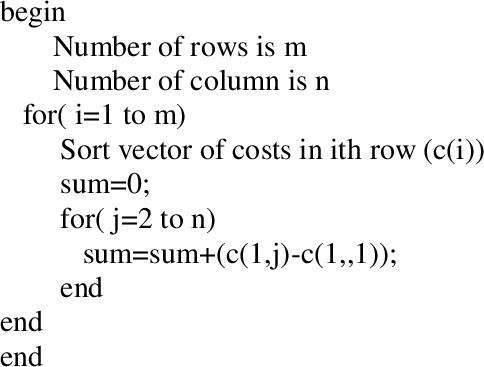 begin
Number of rows is m
Number of column is n
for( i=1 to m)
Sort vector of costs in ith row (c(i))
sum=0;
for( j=2 to n)
sum=sum+(c(1,j)-c(1,,1));
end
end
end